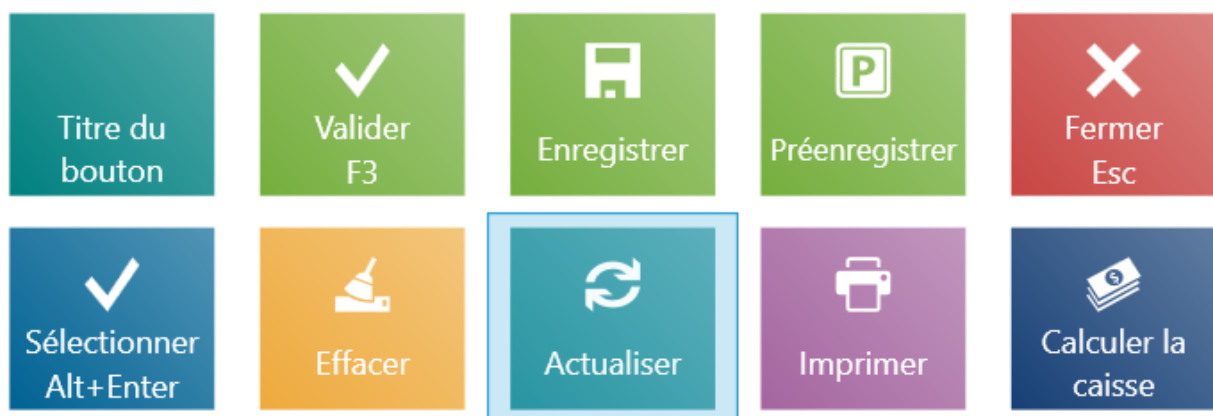 Titre du
bouton
Valider
F3
Enregistrer
P
Préenregistrer
Fermer
Esc
Sélectionner
Alt+Enter
Effacer
Actualiser
Imprimer
$
Calculer la
caisse